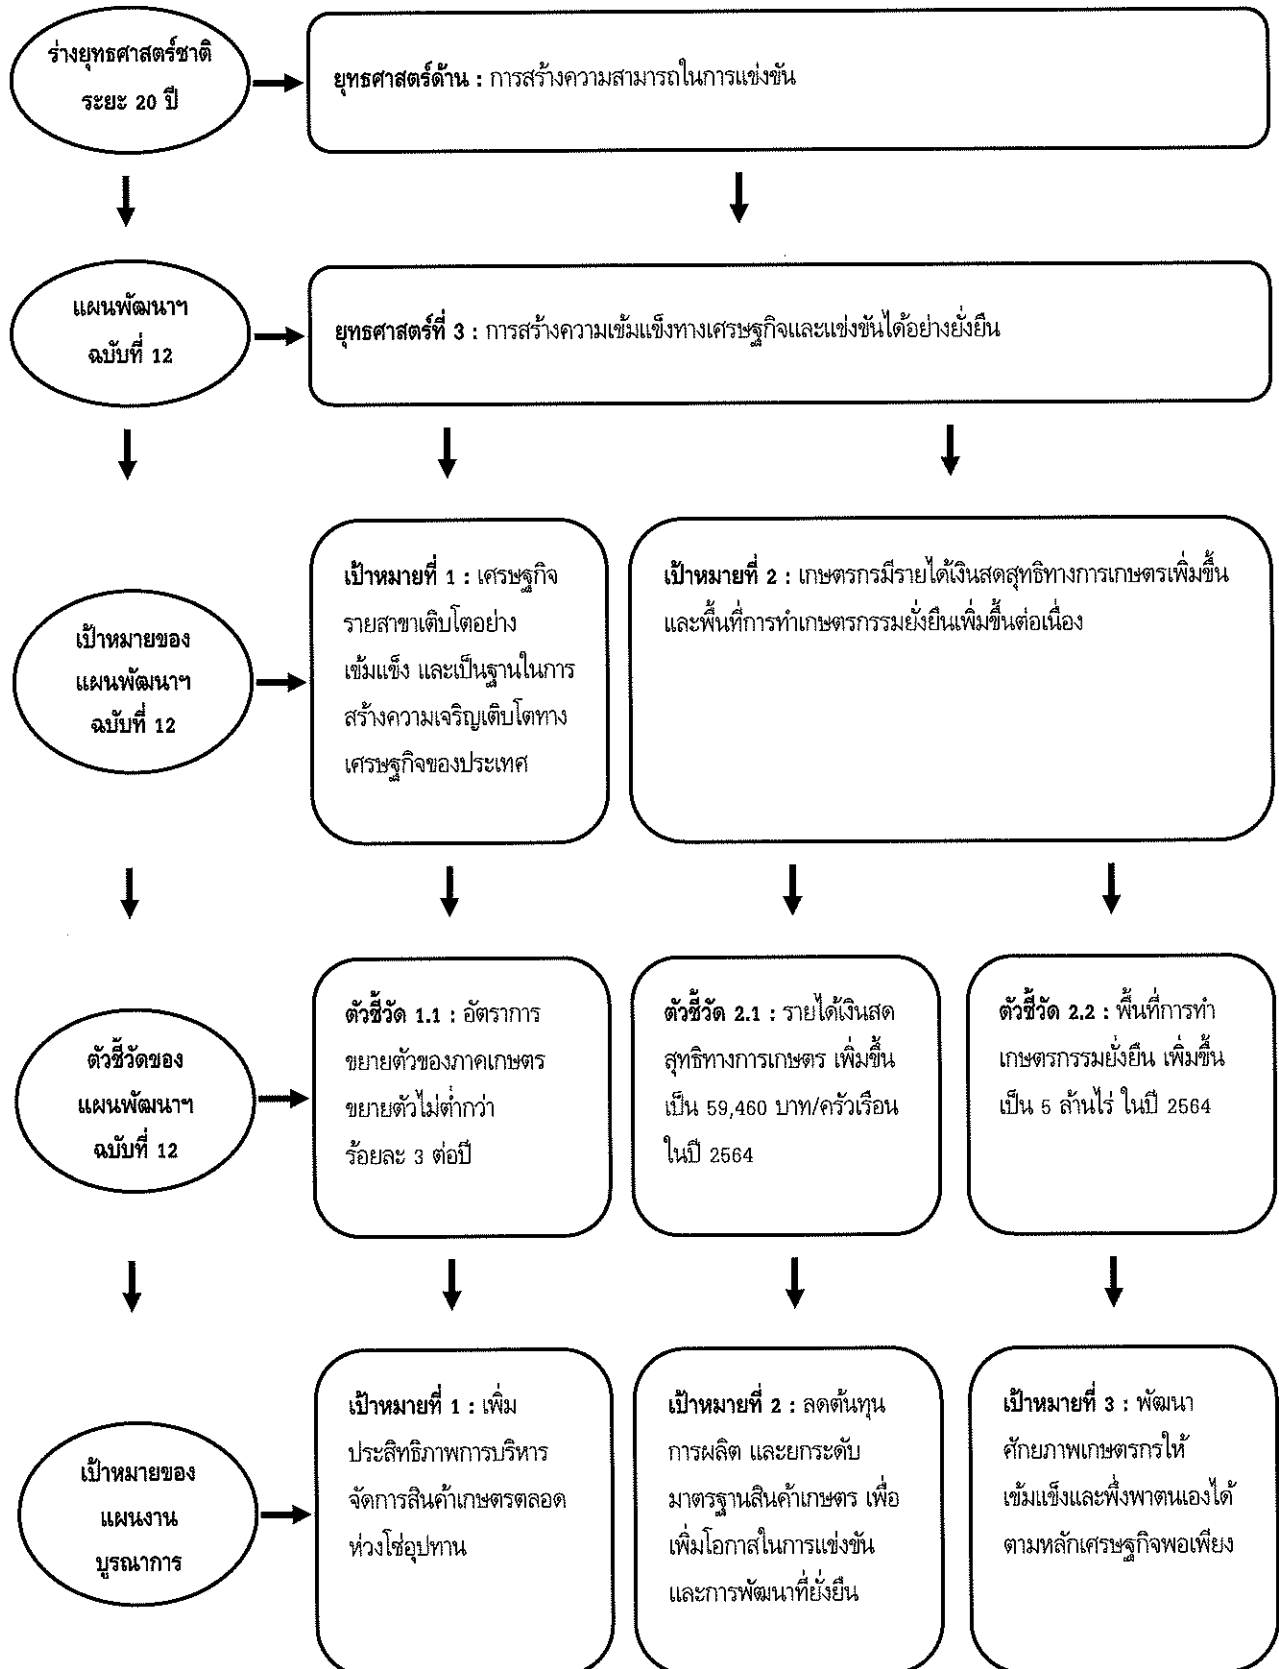 ร่างยุทธศาสตร์ชาติ
ระยะ 20 ปี
ยุทธศาสตร์ด้าน : การสร้างความสามารถในการแข่งขัน
แผนพัฒนาฯ
ฉบับที่ 12
ยุทธศาสตร์ที่ 3 : การสร้างความเข้มแข็งทางเศรษฐกิจและแข่งขันได้อย่างยั่งยืน
เป้าหมายของ
แผนพัฒนาฯ
ฉบับที่ 12
เป้าหมายที่ 1 : เศรษฐกิจ
รายสาขาเติบโตอย่าง
เข้มแข็ง และเป็นฐานในการ
สร้างความเจริญเติบโตทาง
เศรษฐกิจของประเทศ
เป้าหมายที่ 2 : เกษตรกรมีรายได้เงินสดสุทธิทางการเกษตรเพิ่มขึ้น
และพื้นที่การทำเกษตรกรรมยั่งยืนเพิ่มขึ้นต่อเนื่อง
ตัวชี้วัดของ
แผนพัฒนาฯ
ฉบับที่ 12
ตัวชี้วัด 1.1 : อัตราการ
ขยายตัวของภาคเกษตร
ขยายตัวไม่ต่ำกว่า
ร้อยละ 3 ต่อปี
ตัวชี้วัด 2.1 : รายได้เงินสด
สุทธิทางการเกษตร เพิ่มขึ้น
เป็น 59,460 บาท/ครัวเรือน
ในปี 2564
ตัวชี้วัด 2.2 : พื้นที่การทำ
เกษตรกรรมยั่งยืน เพิ่มขึ้น
เป็น 5 ล้านไร่ ในปี 2564
เป้าหมายของ
แผนงาน
บูรณาการ
เป้าหมายที่ 1 : เพิ่ม
ประสิทธิภาพการบริหาร
จัดการสินค้าเกษตรตลอด
ห่วงโซ่อุปทาน
เป้าหมายที่ 2 : ลดต้นทุน
การผลิต และยกระดับ
มาตรฐานสินค้าเกษตร เพื่อ
เพิ่มโอกาสในการแข่งขัน
และการพัฒนาที่ยั่งยืน
เป้าหมายที่ 3 : พัฒนา
ศักยภาพเกษตรกรให้
เข้มแข็งและพึ่งพาตนเองได้
ตามหลักเศรษฐกิจพอเพียง